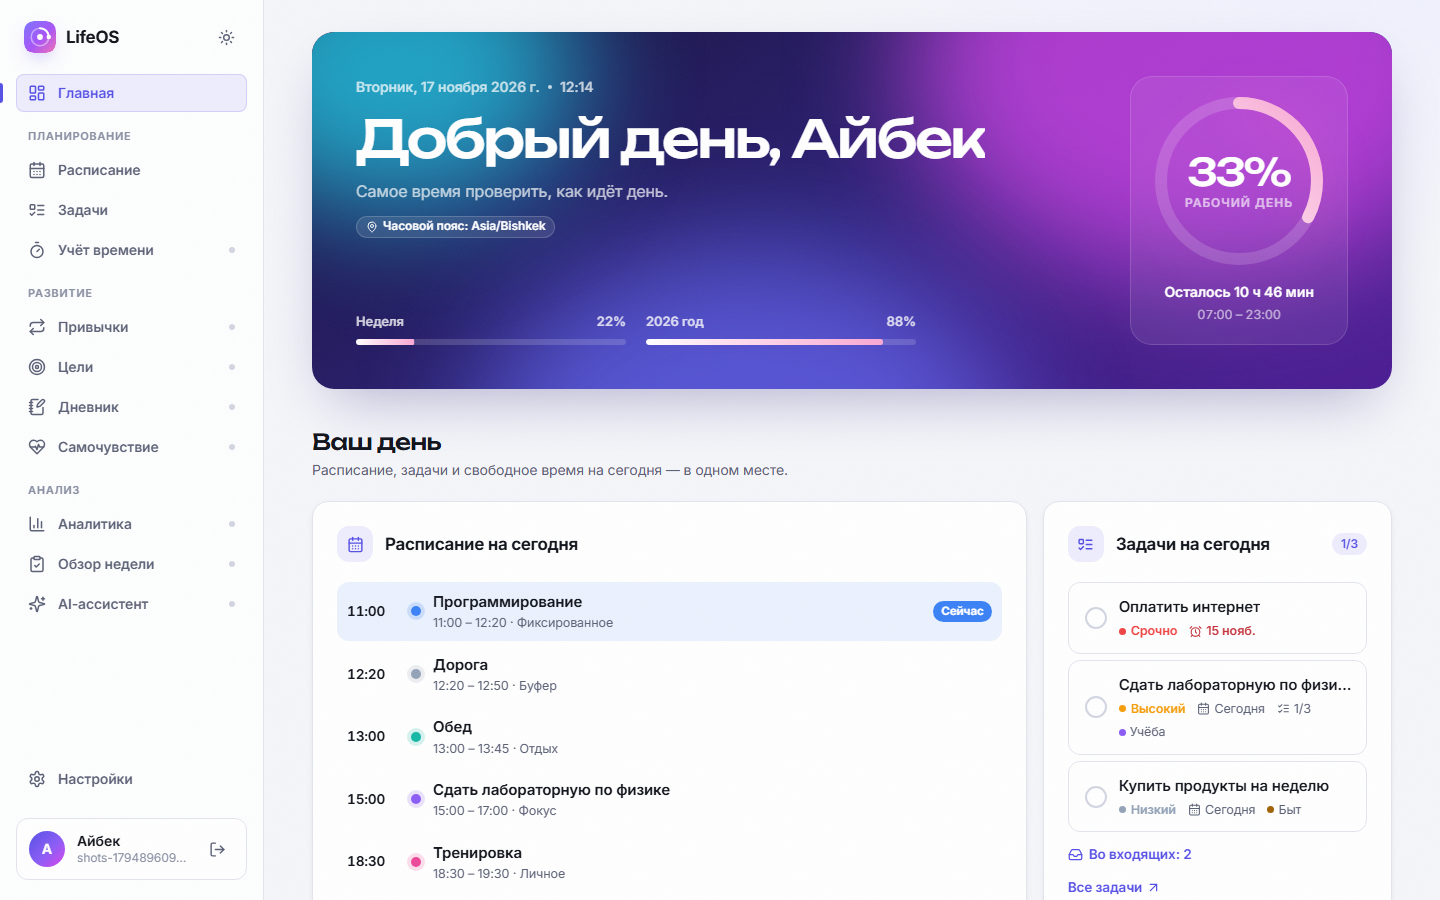 LifeOS
Главная
ПЛАНИРОВАНИЕ
Расписание
Задачи
Учёт времени
РАЗВИТИЕ
Привычки
Цели
Дневник
Самочувствие
АНАЛИЗ
Аналитика
Обзор недели
AI-ассистент
Настройки
A
Айбек
shots-179489609...
Вторник, 17 ноября 2026 г. • 12:14
Добрый день, Айбек
Самое время проверить, как идёт день.
Часовой пояс: Asia/Bishkek
Неделя 22%
2026 год 88%
33%
РАБОЧИЙ ДЕНЬ
Осталось 10 ч 46 мин
07:00 – 23:00
Ваш день
Расписание, задачи и свободное время на сегодня — в одном месте.
Расписание на сегодня
11:00
Программирование
11:00 – 12:20 · Фиксированное
Сейчас
12:20
Дорога
12:20 – 12:50 · Буфер
13:00
Обед
13:00 – 13:45 · Отдых
15:00
Сдать лабораторную по физике
15:00 – 17:00 · Фокус
18:30
Тренировка
18:30 – 19:30 · Личное
Задачи на сегодня
1/3
Оплатить интернет
Срочно 15 нояб.
Сдать лабораторную по физи...
Высокий Сегодня 1/3
Учёба
Купить продукты на неделю
Низкий Сегодня Быт
Во входящих: 2
Все задачи